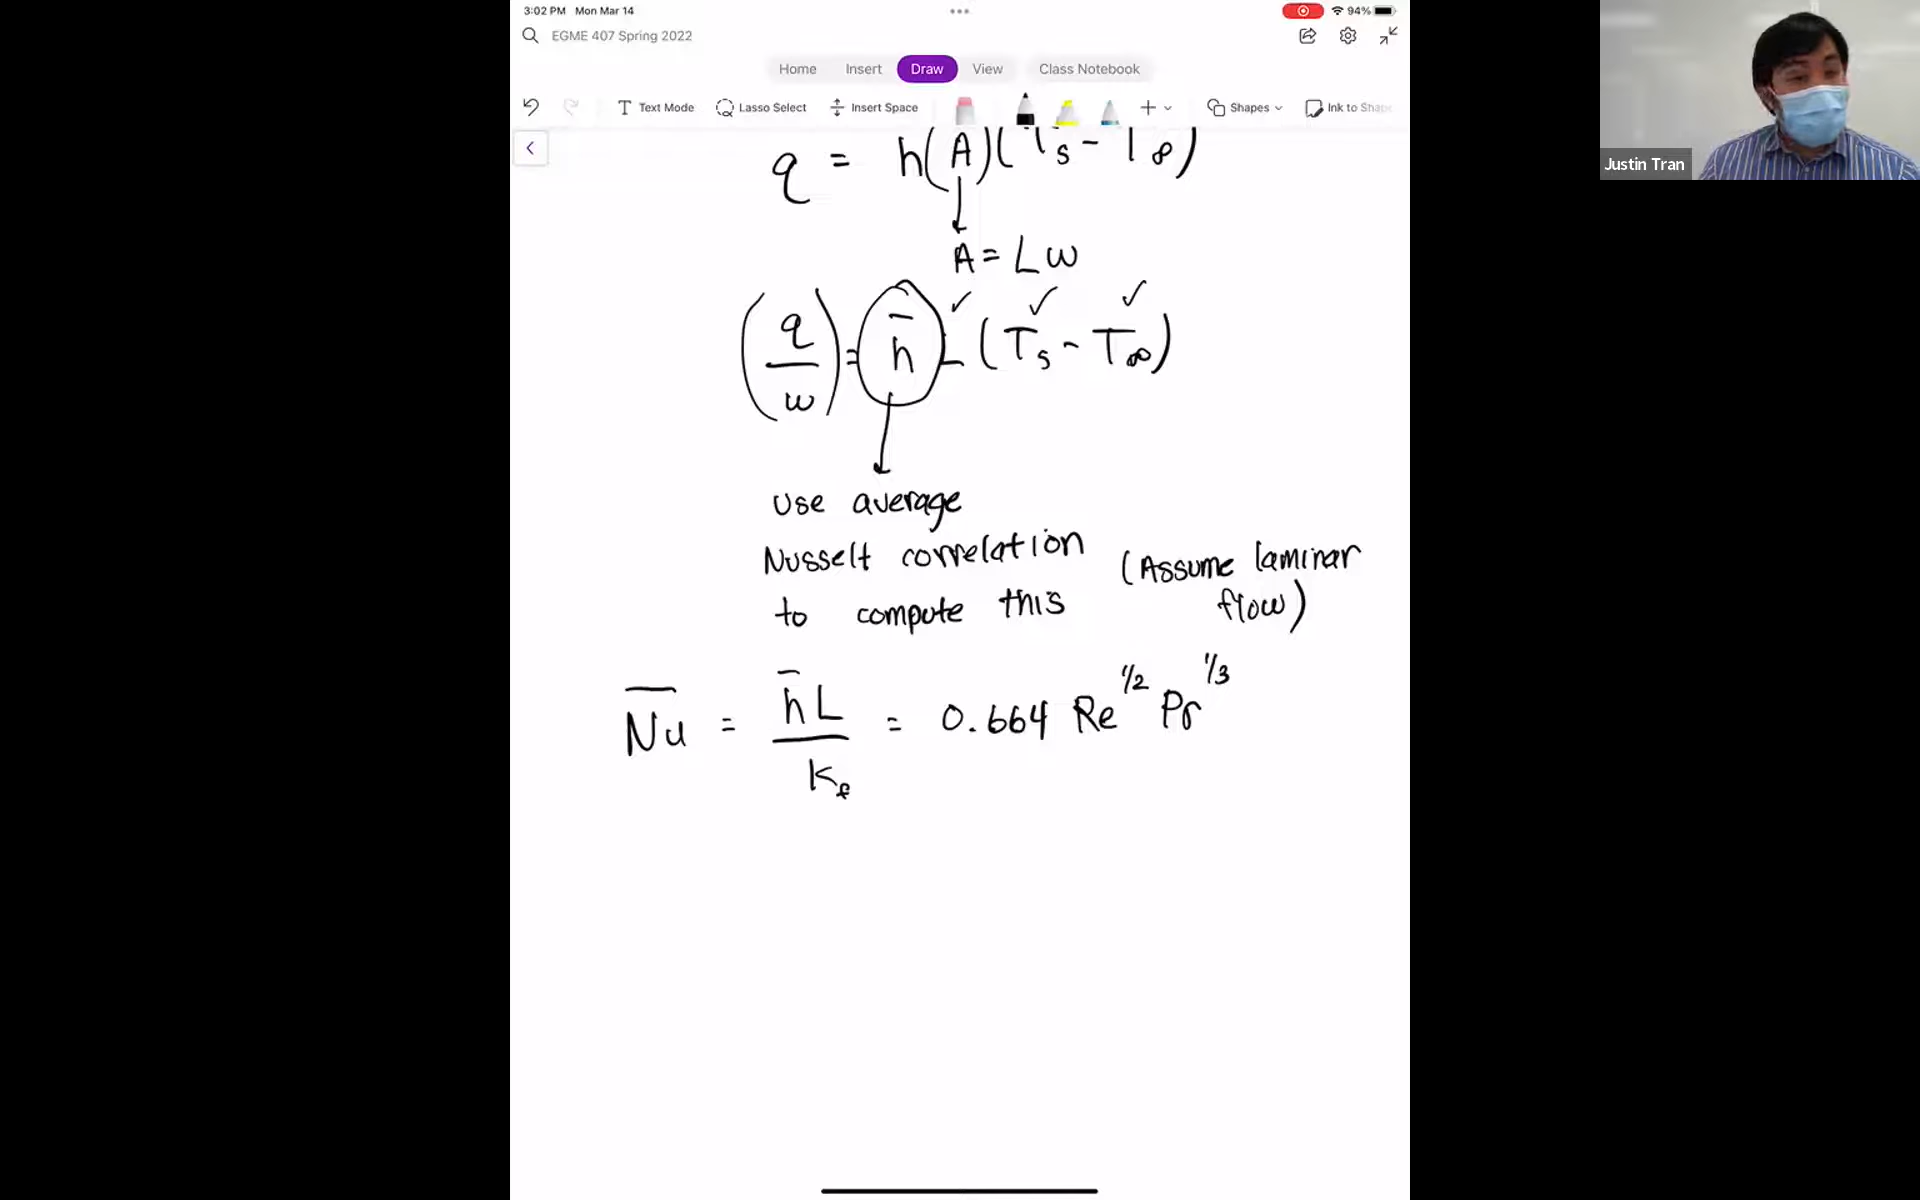 3:02 PM Mon Mar 14
94%
EGME 407 Spring 2022
Home Insert Draw View Class Notebook
Text Mode Lasso Select Insert Space Shapes Ink to Shape
Justin Tran
q = h(A)(Ts - T∞)
A = Lw
(q/w) = h̄ L (Ts - T∞)
✓ ✓ ✓
Use average
Nusselt correlation (Assume laminar
to compute this flow)
N̄u = h̄L/kf = 0.664 Re^1/2 Pr^1/3